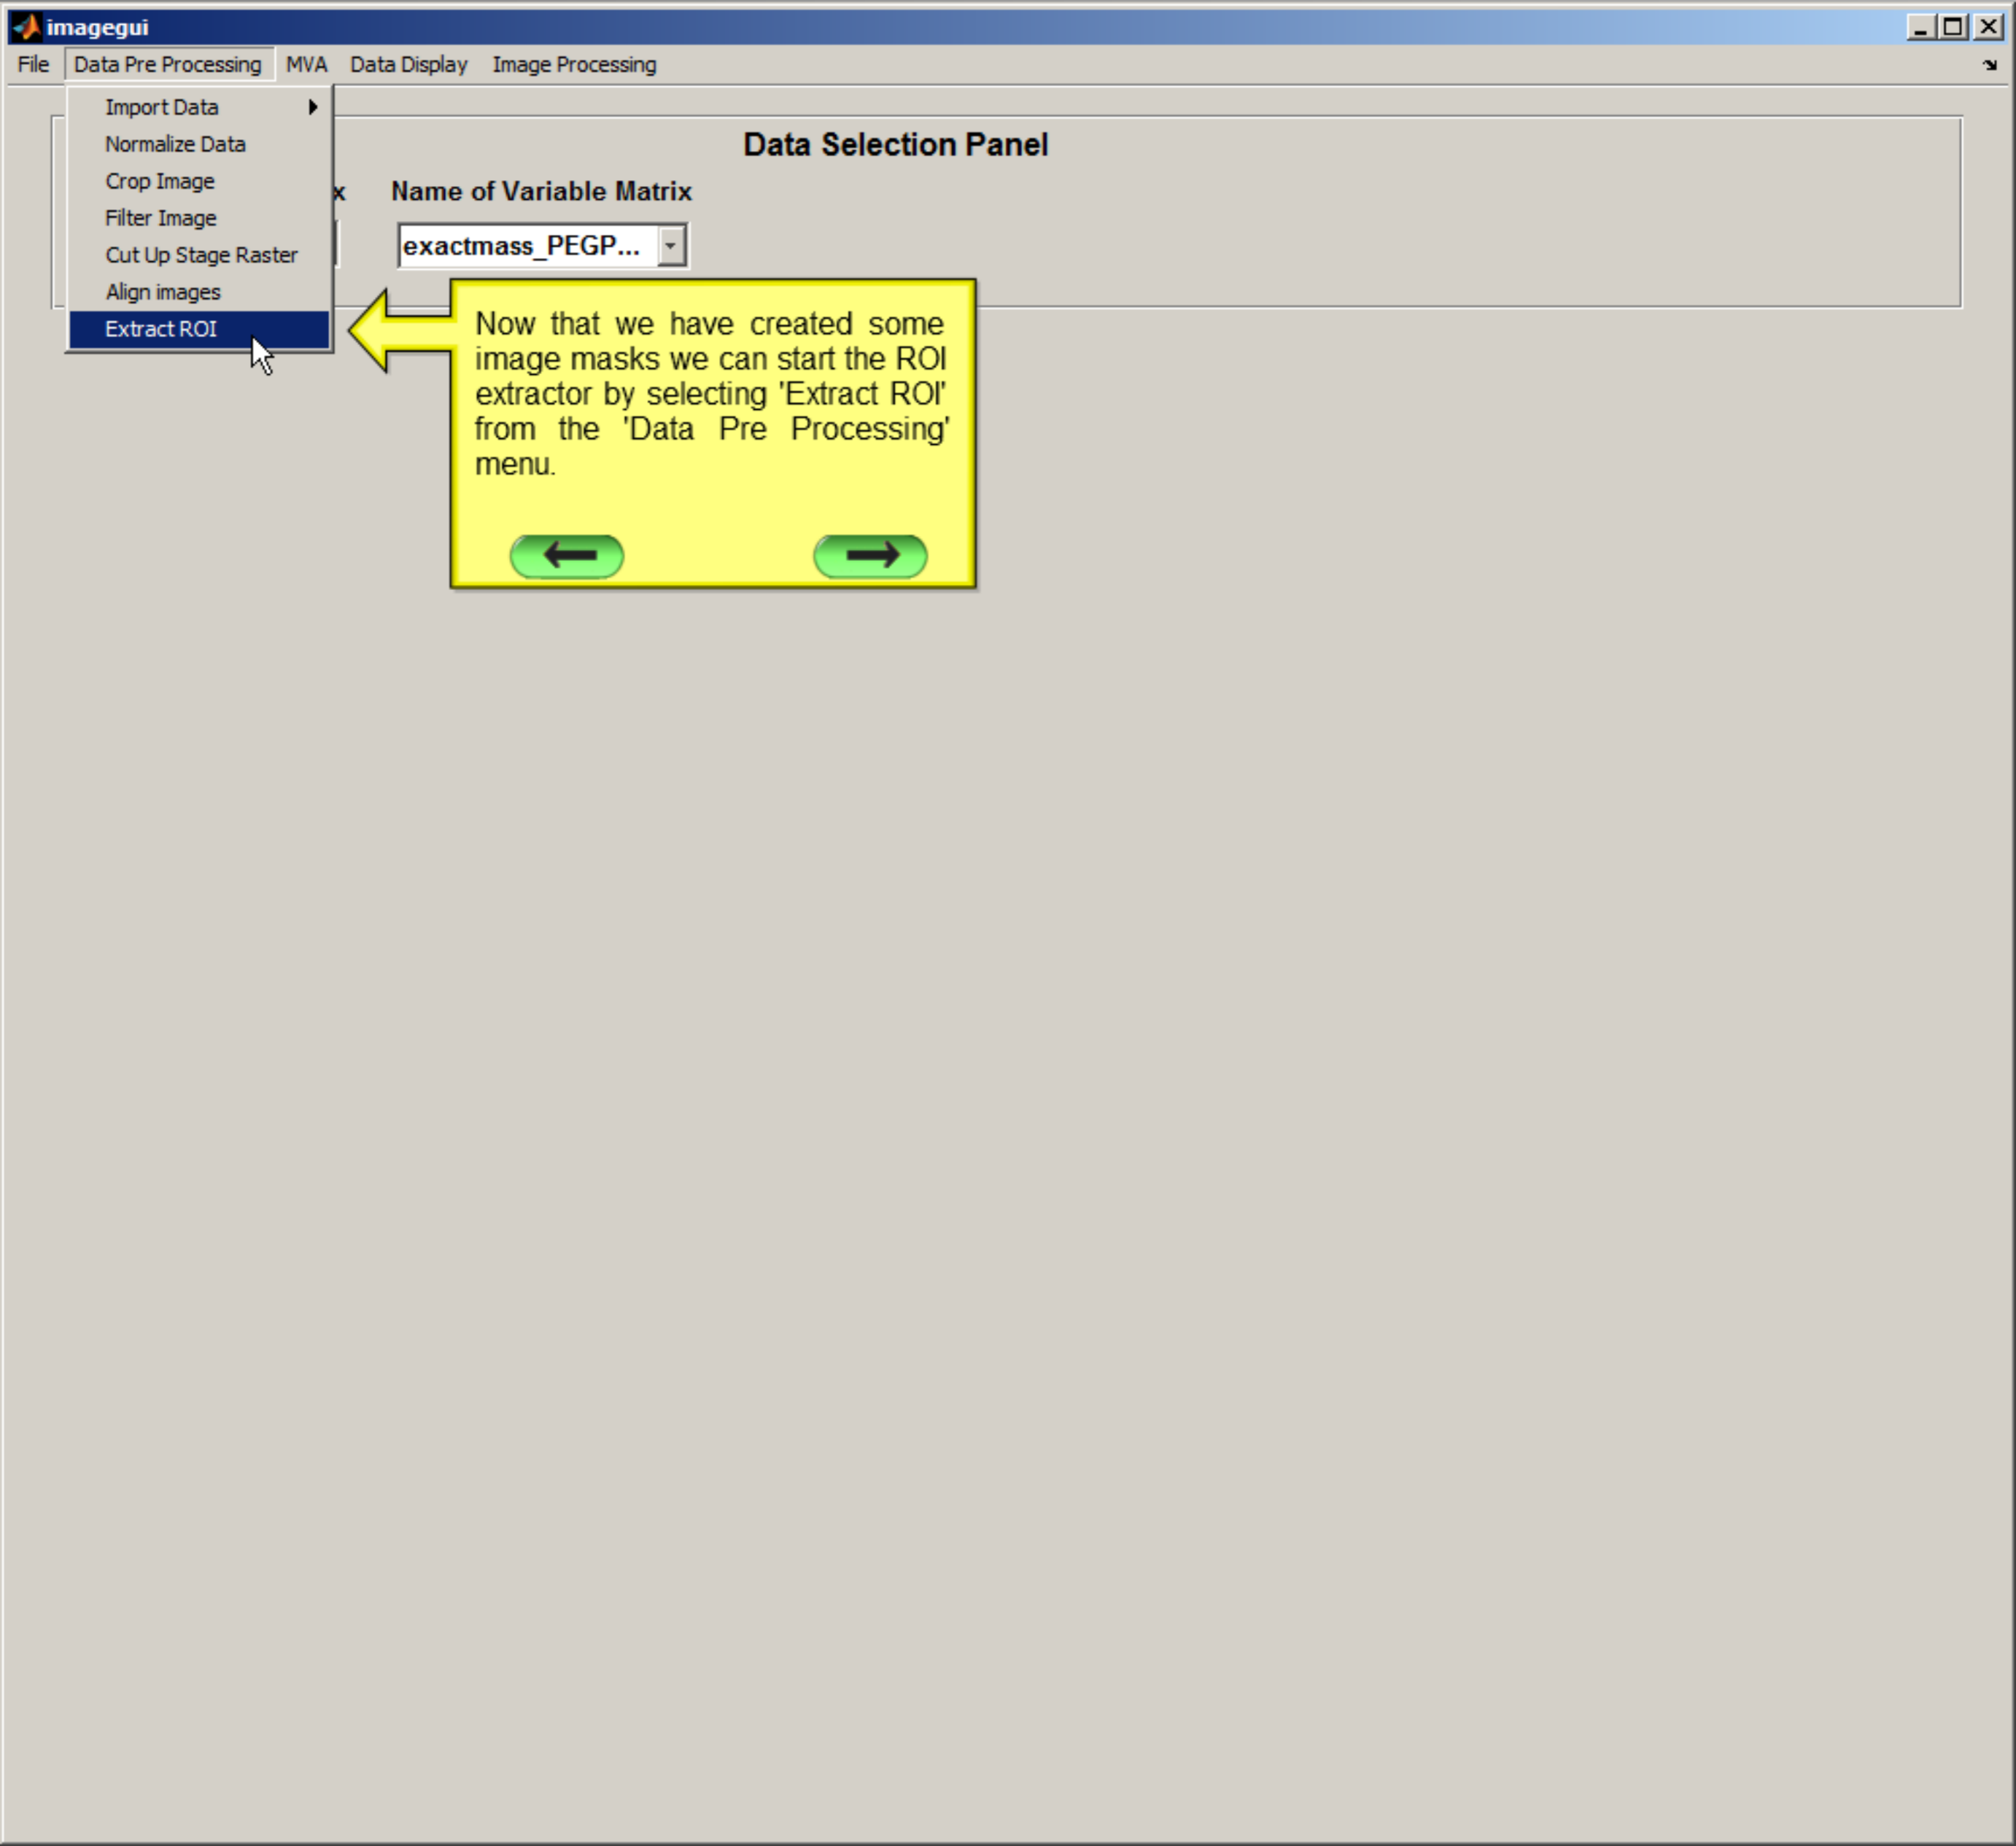 imagegui
File Data Pre Processing MVA Data Display Image Processing
Import Data
Normalize Data
Crop Image
Filter Image
Cut Up Stage Raster
Align images
Extract ROI
Data Selection Panel
x Name of Variable Matrix
exactmass_PEGP...
Now that we have created some
image masks we can start the ROI
extractor by selecting 'Extract ROI'
from the 'Data Pre Processing'
menu.